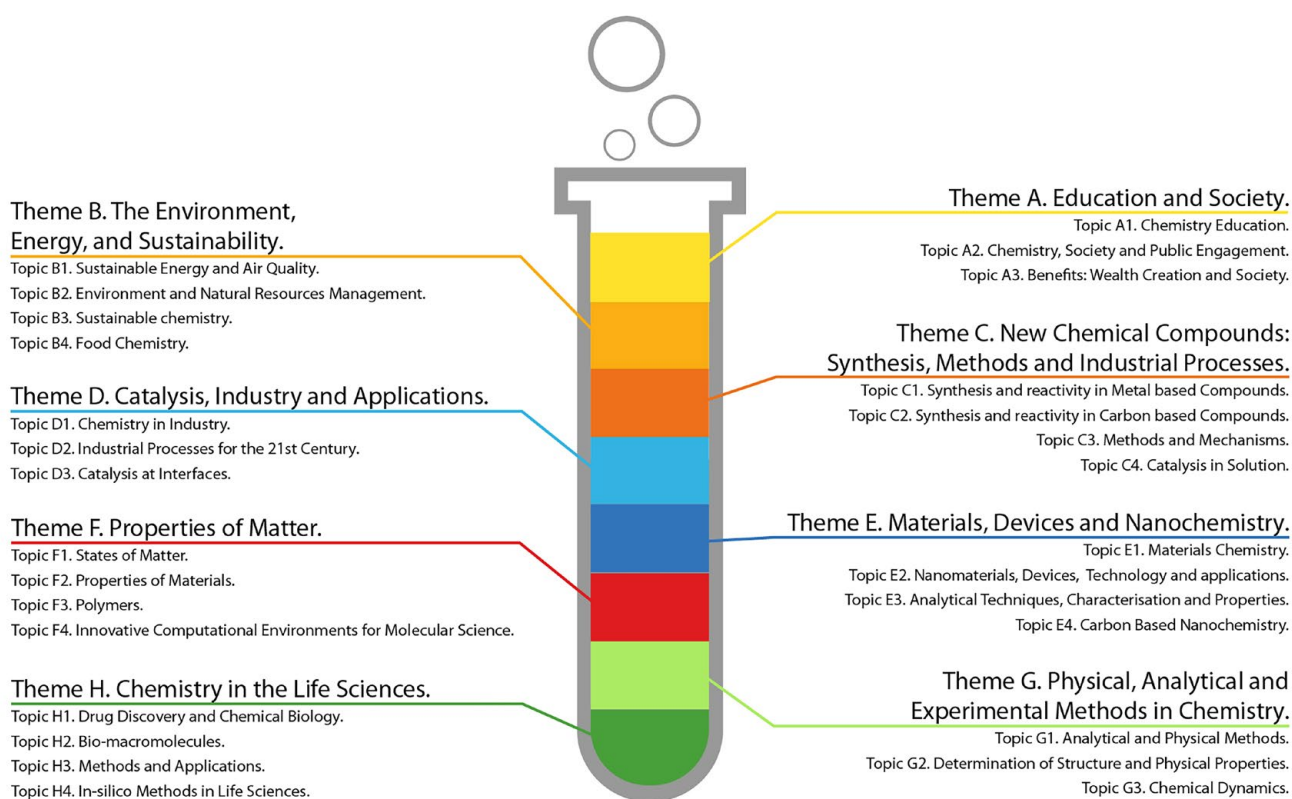 Theme A. Education and Society.
Topic A1. Chemistry Education.
Topic A2. Chemistry, Society and Public Engagement.
Topic A3. Benefits: Wealth Creation and Society.
Theme B. The Environment,
Energy, and Sustainability.
Topic B1. Sustainable Energy and Air Quality.
Topic B2. Environment and Natural Resources Management.
Topic B3. Sustainable chemistry.
Topic B4. Food Chemistry.
Theme C. New Chemical Compounds:
Synthesis, Methods and Industrial Processes.
Topic C1. Synthesis and reactivity in Metal based Compounds.
Topic C2. Synthesis and reactivity in Carbon based Compounds.
Topic C3. Methods and Mechanisms.
Topic C4. Catalysis in Solution.
Theme D. Catalysis, Industry and Applications.
Topic D1. Chemistry in Industry.
Topic D2. Industrial Processes for the 21st Century.
Topic D3. Catalysis at Interfaces.
Theme E. Materials, Devices and Nanochemistry.
Topic E1. Materials Chemistry.
Topic E2. Nanomaterials, Devices, Technology and applications.
Topic E3. Analytical Techniques, Characterisation and Properties.
Topic E4. Carbon Based Nanochemistry.
Theme F. Properties of Matter.
Topic F1. States of Matter.
Topic F2. Properties of Materials.
Topic F3. Polymers.
Topic F4. Innovative Computational Environments for Molecular Science.
Theme G. Physical, Analytical and
Experimental Methods in Chemistry.
Topic G1. Analytical and Physical Methods.
Topic G2. Determination of Structure and Physical Properties.
Topic G3. Chemical Dynamics.
Theme H. Chemistry in the Life Sciences.
Topic H1. Drug Discovery and Chemical Biology.
Topic H2. Bio-macromolecules.
Topic H3. Methods and Applications.
Topic H4. In-silico Methods in Life Sciences.